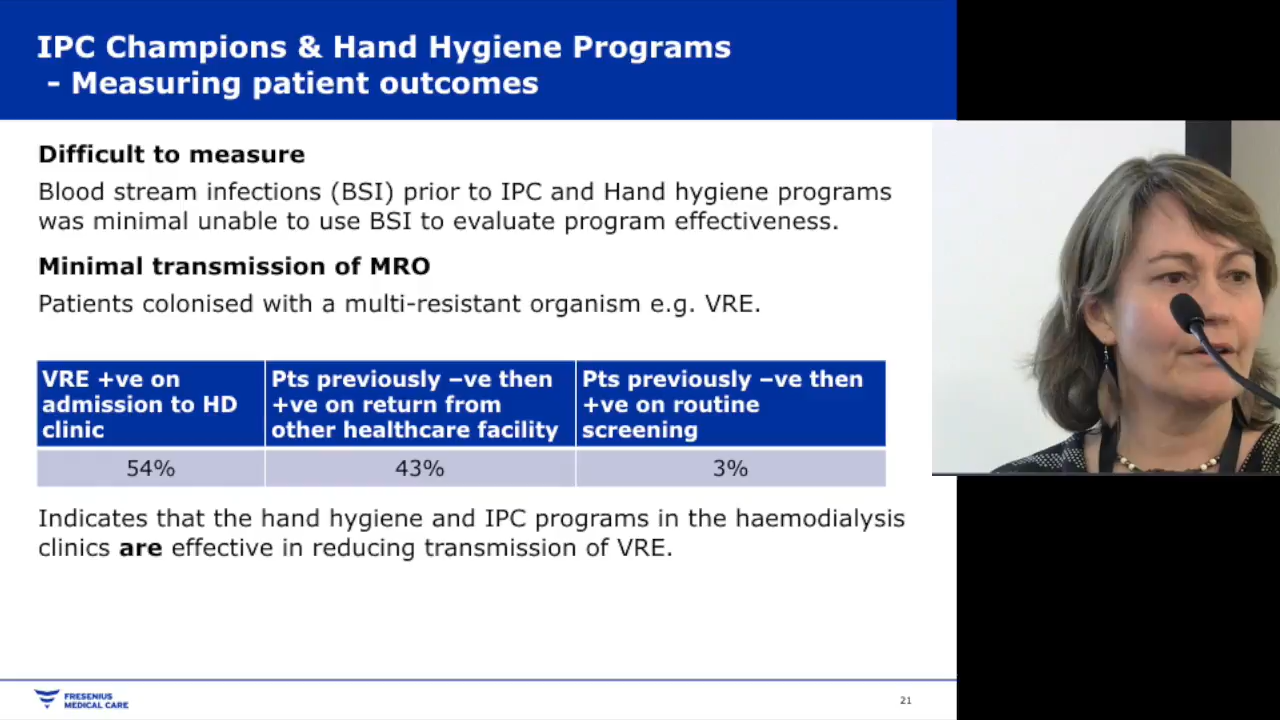 IPC Champions & Hand Hygiene Programs
- Measuring patient outcomes
Difficult to measure
Blood stream infections (BSI) prior to IPC and Hand hygiene programs
was minimal unable to use BSI to evaluate program effectiveness.
Minimal transmission of MRO
Patients colonised with a multi-resistant organism e.g. VRE.
VRE +ve on
admission to HD
clinic
Pts previously –ve then
+ve on return from
other healthcare facility
Pts previously –ve then
+ve on routine
screening
54%
43%
3%
Indicates that the hand hygiene and IPC programs in the haemodialysis
clinics are effective in reducing transmission of VRE.
FRESENIUS
MEDICAL CARE
21